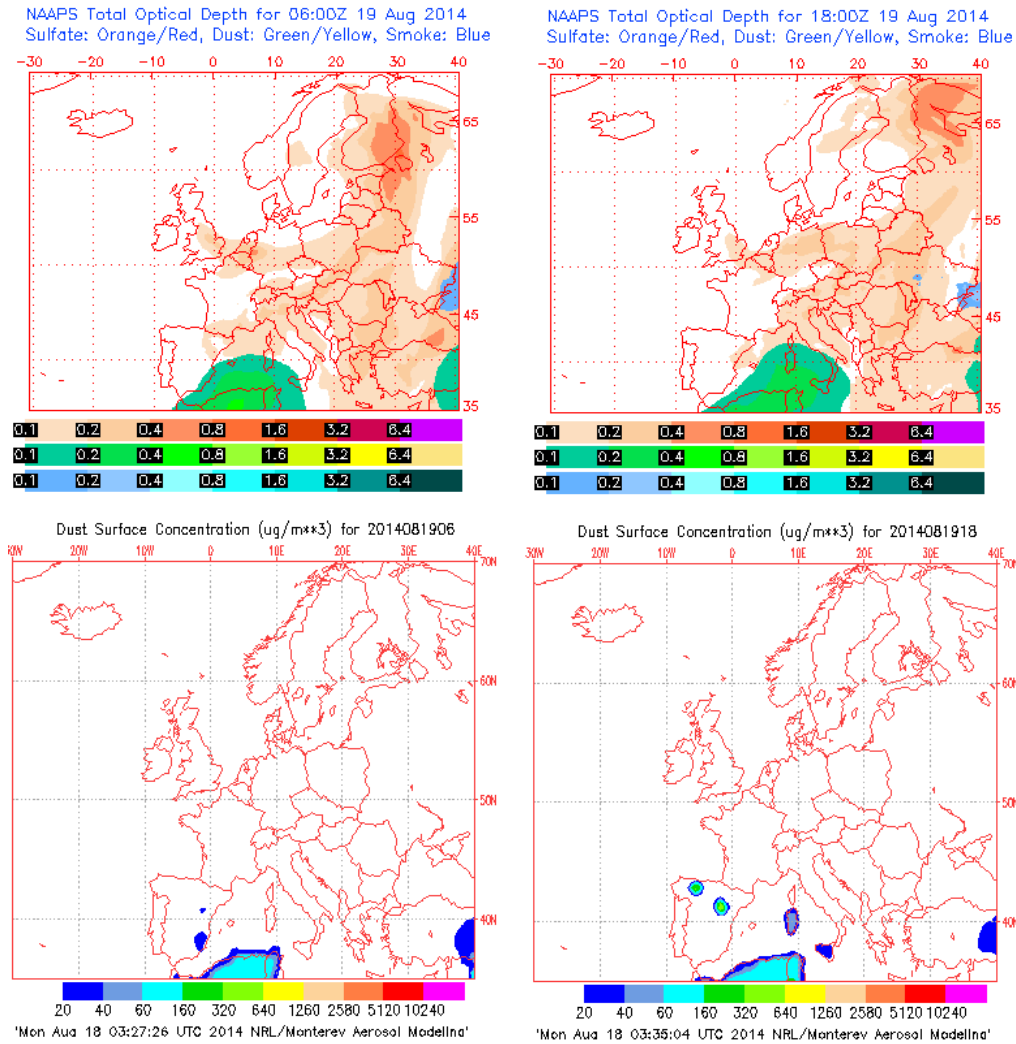 NAAPS Total Optical Depth for 06:00Z 19 Aug 2014
Sulfate: Orange/Red, Dust: Green/Yellow, Smoke: Blue
-30 -20 -10 0 10 20 30 40
65
55
45
35
0.1 0.2 0.4 0.8 1.6 3.2 6.4
0.1 0.2 0.4 0.8 1.6 3.2 6.4
0.1 0.2 0.4 0.8 1.6 3.2 6.4
NAAPS Total Optical Depth for 18:00Z 19 Aug 2014
Sulfate: Orange/Red, Dust: Green/Yellow, Smoke: Blue
-30 -20 -10 0 10 20 30 40
65
55
45
35
0.1 0.2 0.4 0.8 1.6 3.2 6.4
0.1 0.2 0.4 0.8 1.6 3.2 6.4
0.1 0.2 0.4 0.8 1.6 3.2 6.4
Dust Surface Concentration (ug/m**3) for 2014081906
30W 20W 10W 0 10E 20E 30E 40E
70N
60N
50N
40N
20 40 60 160 320 640 1260 2580 5120 10240
'Mon Aug 18 03:27:26 UTC 2014 NRL/Monterey Aerosol Modeling'
Dust Surface Concentration (ug/m**3) for 2014081918
30W 20W 10W 0 10E 20E 30E 40E
70N
60N
50N
40N
20 40 60 160 320 640 1260 2580 5120 10240
'Mon Aug 18 03:35:04 UTC 2014 NRL/Monterey Aerosol Modeling'